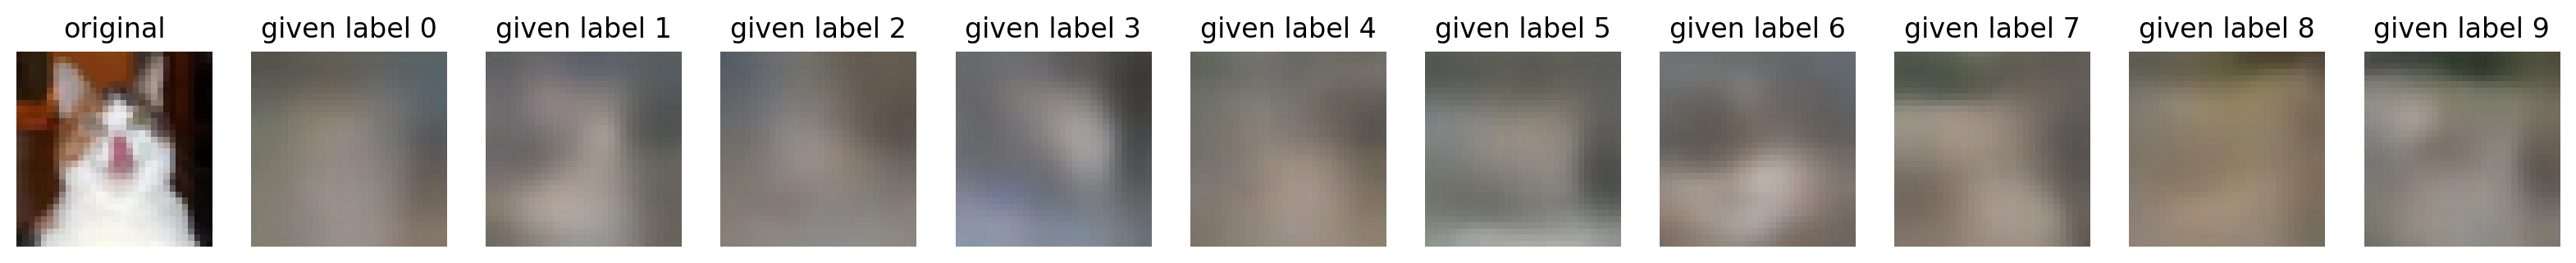 original
given label 0
given label 1
given label 2
given label 3
given label 4
given label 5
given label 6
given label 7
given label 8
given label 9